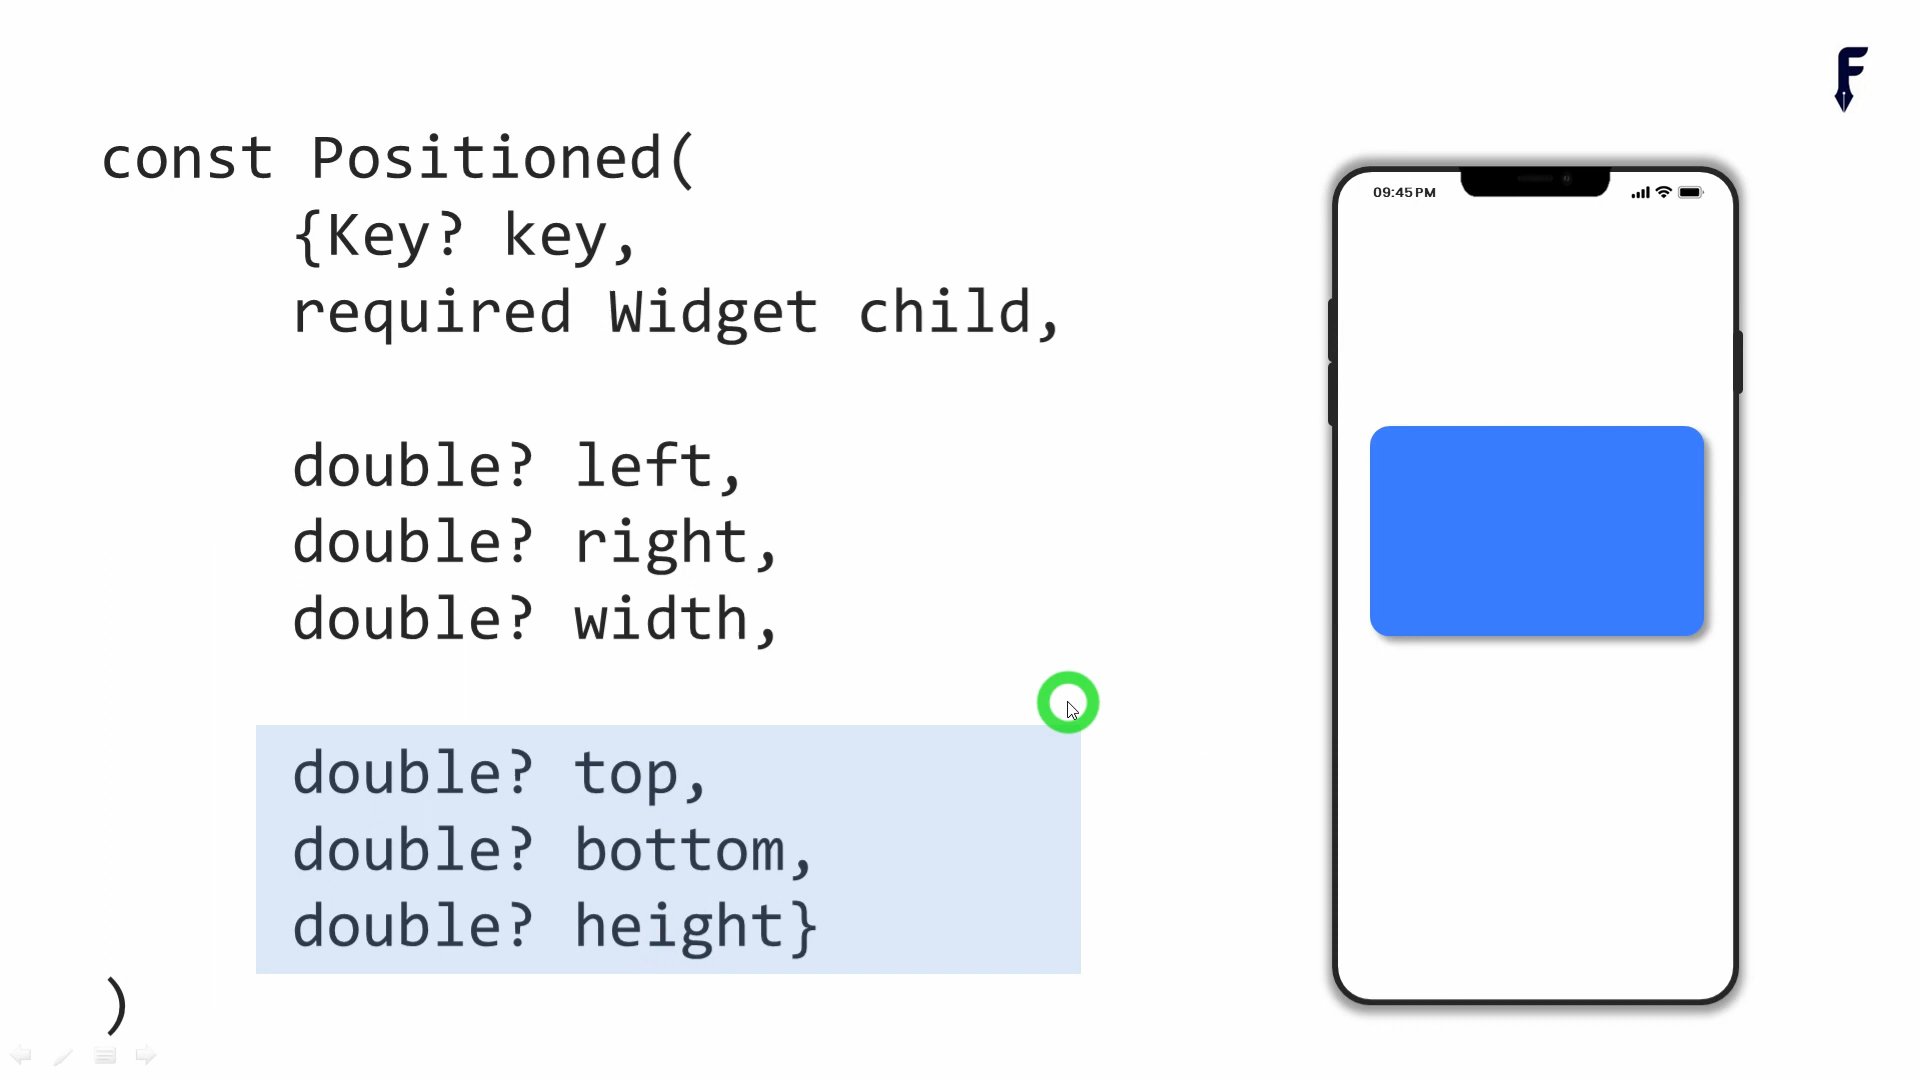 const Positioned(
{Key? key,
required Widget child,
double? left,
double? right,
double? width,
double? top,
double? bottom,
double? height}
)
09:45 PM
F